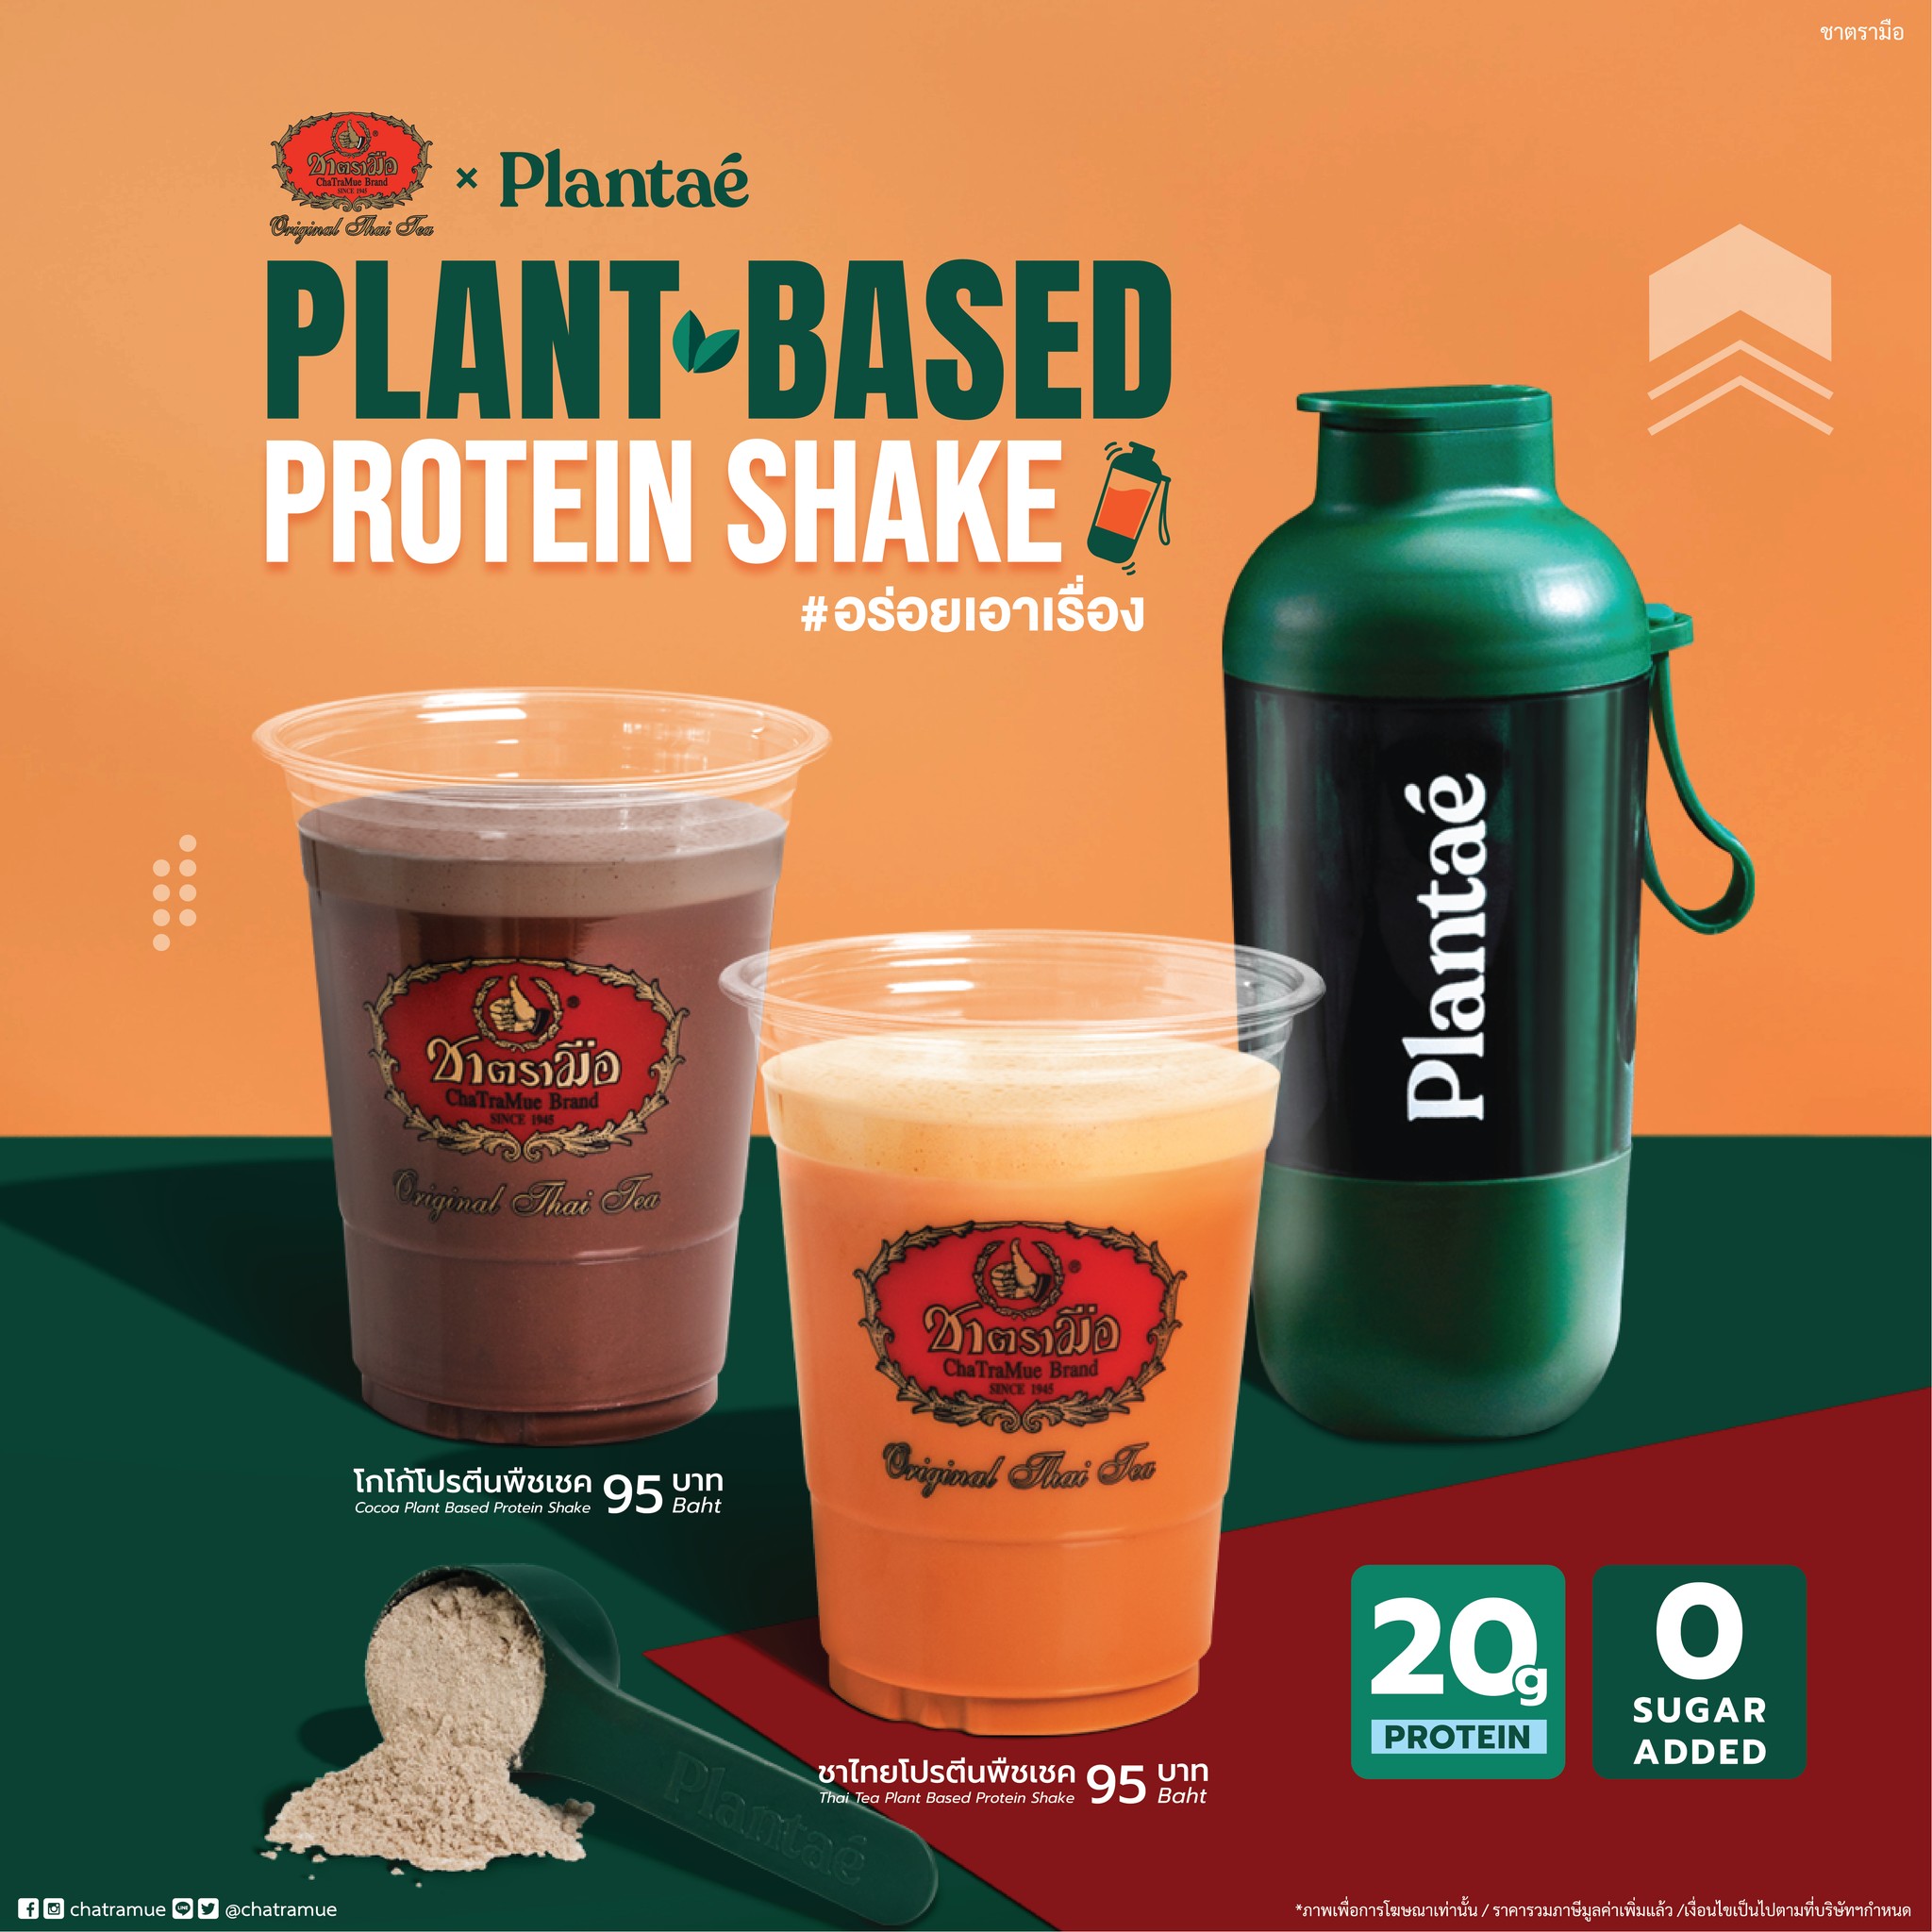 ชาตรามือ
ชาตรามือ
ChaTraMue Brand
SINCE 1945
Original Thai Tea
× Plantaé
PLANT BASED
PROTEIN SHAKE
#อร่อยเอาเรื่อง
Plantaé
ชาตรามือ
ChaTraMue Brand
SINCE 1945
Original Thai Tea
ชาตรามือ
ChaTraMue Brand
SINCE 1945
Original Thai Tea
โกโก้โปรตีนพืชเชค 95 บาท
Cocoa Plant Based Protein Shake Baht
20g
PROTEIN
0
SUGAR
ADDED
ชาไทยโปรตีนพืชเชค 95 บาท
Thai Tea Plant Based Protein Shake Baht
Plantaé
chatramue @chatramue
*ภาพเพื่อการโฆษณาเท่านั้น / ราคารวมภาษีมูลค่าเพิ่มแล้ว /เงื่อนไขเป็นไปตามที่บริษัทฯกำหนด